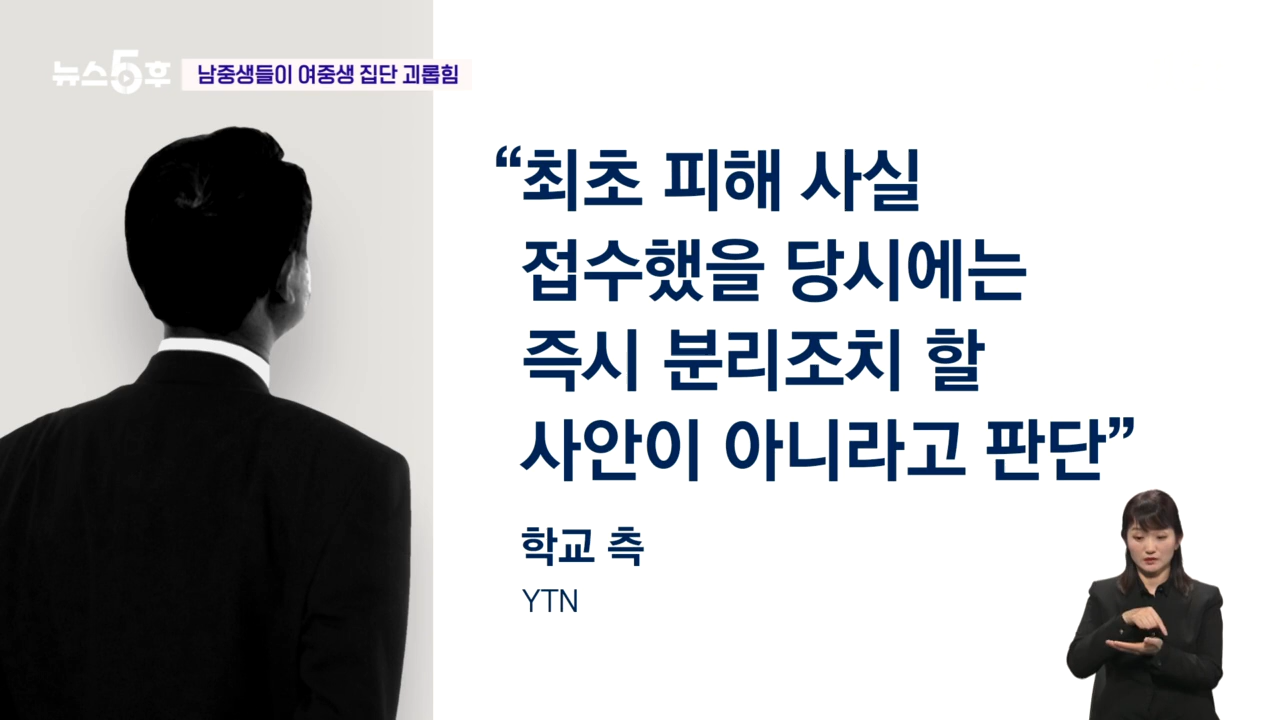 뉴스5후
남중생들이 여중생 집단 괴롭힘
“최초 피해 사실
접수했을 당시에는
즉시 분리조치 할
사안이 아니라고 판단”
학교 측
YTN